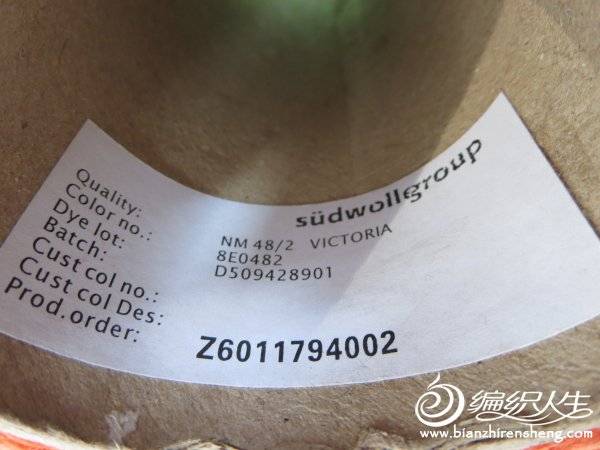 südwollgroup
Quality: NM 48/2 VICTORIA
Color no.: 8E0482
Dye lot: D509428901
Batch:
Cust col no.:
Cust col Des:
Prod.order: Z6011794002
编织人生
www.bianzhirensheng.com